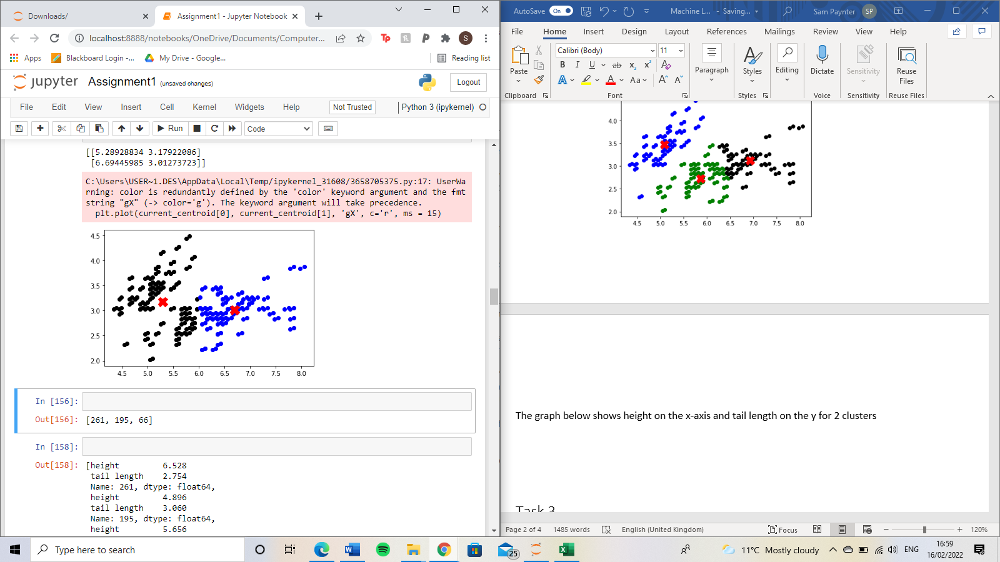 Downloads/
Assignment1 - Jupyter Notebook
localhost:8888/notebooks/OneDrive/Documents/Computer...
Apps
Blackboard Login -...
My Drive - Google...
Reading list
jupyter
Assignment1 (unsaved changes)
Logout
File Edit View Insert Cell Kernel Widgets Help
Not Trusted
Python 3 (ipykernel)
Run
Code
[[5.28928834 3.17922086]
[6.69445985 3.01273723]]
C:\Users\USER~1.DES\AppData\Local\Temp/ipykernel_31608/3658705375.py:17: UserWa
rning: color is redundantly defined by the 'color' keyword argument and the fmt
string "gX" (-> color='g'). The keyword argument will take precedence.
plt.plot(current_centroid[0], current_centroid[1], 'gX', c='r', ms = 15)
4.5
4.0
3.5
3.0
2.5
2.0
4.5 5.0 5.5 6.0 6.5 7.0 7.5 8.0
In [156]:
Out[156]: [261, 195, 66]
In [158]:
Out[158]: [height 6.528
tail length 2.754
Name: 261, dtype: float64,
height 4.896
tail length 3.060
Name: 195, dtype: float64,
height 5.656
AutoSave On
Machine L... - Saving...
Sam Paynter SP
File Home Insert Design Layout References Mailings Review View Help
Paste
Clipboard
Calibri (Body) 11
B I U ab x₂ x² A
A A Aa A A
Font
Paragraph
Styles
Styles
Editing
Dictate
Voice
Sensitivity
Sensitivity
Reuse
Files
Reuse Files
4.0
3.5
3.0
2.5
2.0
4.5 5.0 5.5 6.0 6.5 7.0 7.5 8.0
The graph below shows height on the x-axis and tail length on the y for 2 clusters
Task 3
Page 2 of 4 1485 words English (United Kingdom) Focus 120%
Type here to search
25
11°C Mostly cloudy
ENG
16:59
16/02/2022